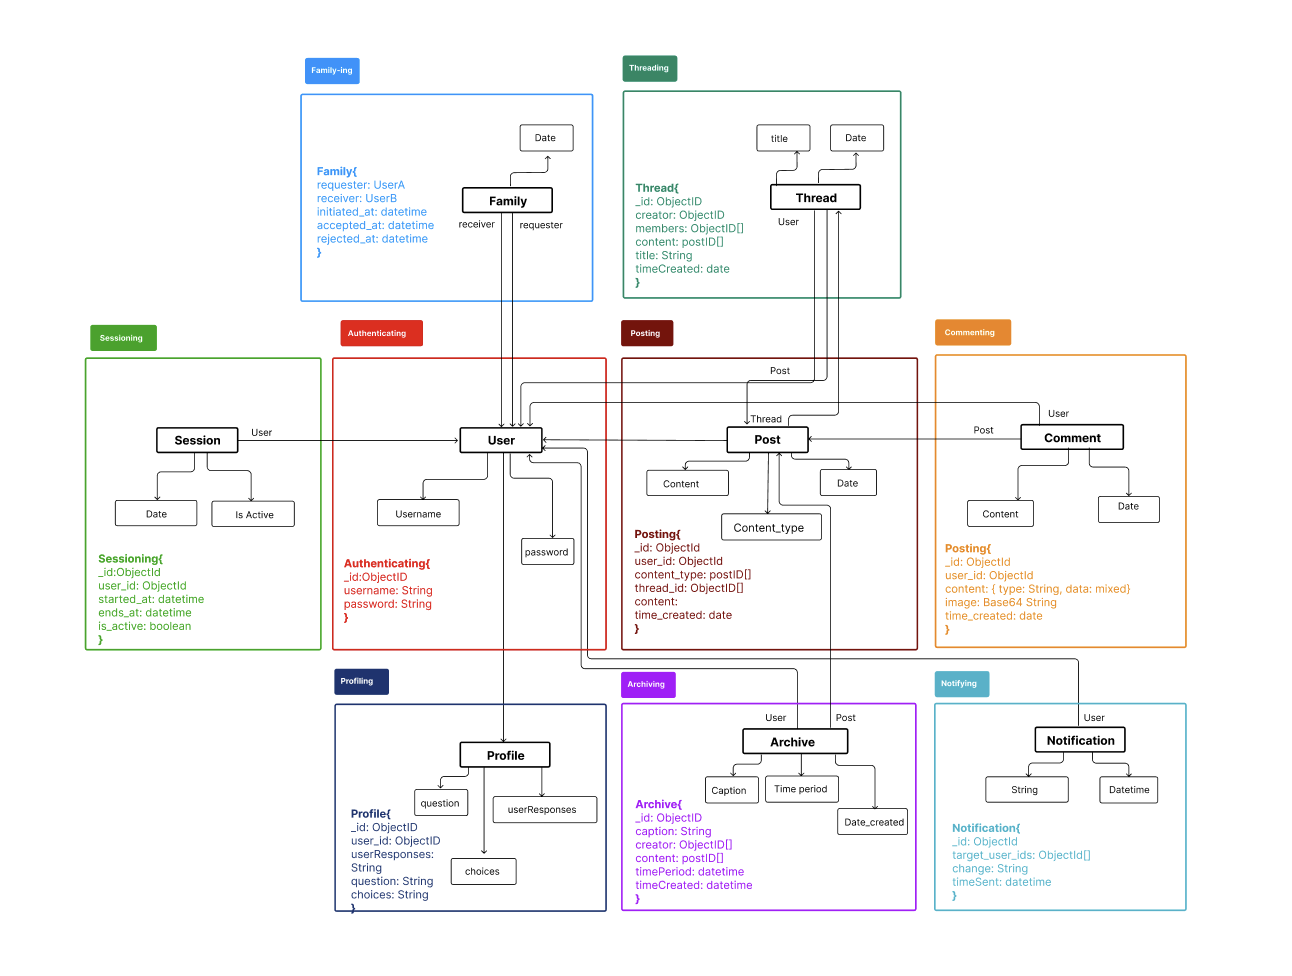 Family-ing
Date
Family{
requester: UserA
receiver: UserB
initiated_at: datetime
accepted_at: datetime
rejected_at: datetime
}
Family
receiver
requester
Threading
title
Date
Thread{
_id: ObjectID
creator: ObjectID
members: ObjectID[]
content: postID[]
title: String
timeCreated: date
}
Thread
User
Sessioning
Session
User
Date
Is Active
Sessioning{
_id:ObjectId
user_id: ObjectId
started_at: datetime
ends_at: datetime
is_active: boolean
}
Authenticating
User
Username
password
Authenticating{
_id:ObjectID
username: String
password: String
}
Posting
Post
Thread
Post
Content
Date
Content_type
Posting{
_id: ObjectId
user_id: ObjectId
content_type: postID[]
thread_id: ObjectID[]
content:
time_created: date
}
Commenting
User
Post
Comment
Content
Date
Posting{
_id: ObjectId
user_id: ObjectId
content: { type: String, data: mixed}
image: Base64 String
time_created: date
}
Profiling
Profile
question
userResponses
choices
Profile{
_id: ObjectID
user_id: ObjectID
userResponses:
String
question: String
choices: String
}
Archiving
User
Post
Archive
Caption
Time period
Date_created
Archive{
_id: ObjectID
caption: String
creator: ObjectID[]
content: postID[]
timePeriod: datetime
timeCreated: datetime
}
Notifying
User
Notification
String
Datetime
Notification{
_id: ObjectId
target_user_ids: ObjectId[]
change: String
timeSent: datetime
}